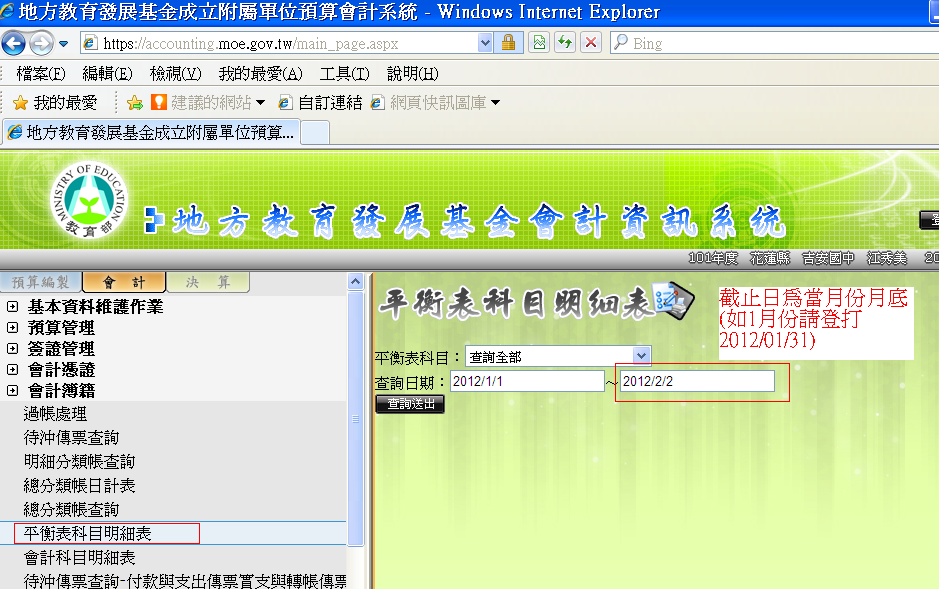 地方教育發展基金成立附屬單位預算會計系統 - Windows Internet Explorer
https://accounting.moe.gov.tw/main_page.aspx
Bing
檔案(F) 編輯(E) 檢視(V) 我的最愛(A) 工具(T) 說明(H)
我的最愛 建議的網站 自訂連結 網頁快訊圖庫
地方教育發展基金成立附屬單位預算...
MINISTRY OF EDUCATION
教育部
地方教育發展基金會計資訊系統
登
101年度 花蓮縣 吉安國中 江秀美 20
預算編製 會計 決算
基本資料維護作業
預算管理
簽證管理
會計憑證
會計簿籍
過帳處理
待沖傳票查詢
明細分類帳查詢
總分類帳日計表
總分類帳查詢
平衡表科目明細表
會計科目明細表
待沖傳票查詢-付款與支出傳票實支與轉帳傳票
平衡表科目明細表
截止日為當月份月底
(如1月份請登打
2012/01/31)
平衡表科目： 查詢全部
查詢日期： 2012/1/1 ～ 2012/2/2
查詢送出